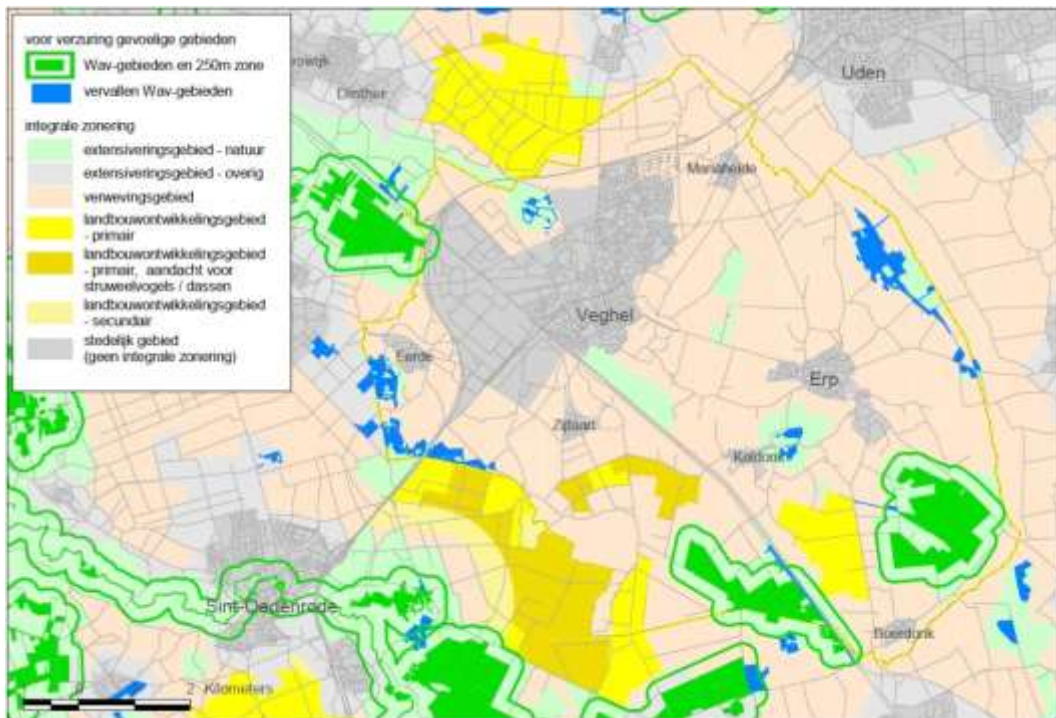 voor verzuring gevoelige gebieden
Wav-gebieden en 250m zone
vervallen Wav-gebieden
integrale zonering
extensiveringsgebied - natuur
extensiveringsgebied - overig
verwevingsgebied
landbouwontwikkelingsgebied
- primair
landbouwontwikkelingsgebied
- primair, aandacht voor
struweelvogels / dassen
landbouwontwikkelingsgebied
- secundair
stedelijk gebied
(geen integrale zonering)
Dinther
Uden
Mariaheide
Veghel
Eerde
Erp
Zijtaart
Keldonk
Sint-Oedenrode
Boerdonk
0 2 Kilometers